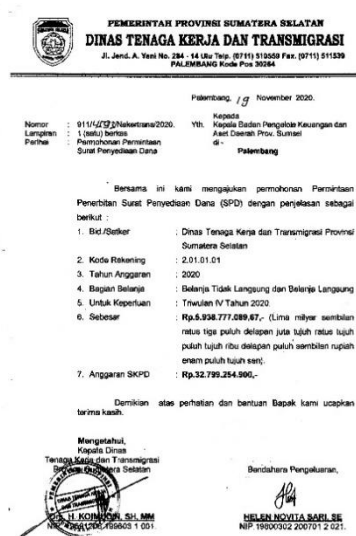 PEMERINTAH PROVINSI SUMATERA SELATAN
DINAS TENAGA KERJA DAN TRANSMIGRASI
Jl. Jend. A. Yani No. 284 - 14 Ulu Telp. (0711) 510559 Fax. (0711) 511539
PALEMBANG Kode Pos 30264
Palembang, 19 November 2020.
Kepada
Nomor : 911/ /Nakertrans/2020.
Yth. Kepala Badan Pengelola Keuangan dan
Lampiran : 1 (satu) berkas
Aset Daerah Prov. Sumsel
Perihal : Permohonan Permintaan
di -
Surat Penyediaan Dana
Palembang
Bersama ini kami mengajukan permohonan Permintaan
Penerbitan Surat Penyediaan Dana (SPD) dengan penjelasan sebagai
berikut :
1. Bid./Satker : Dinas Tenaga Kerja dan Transmigrasi Provinsi
Sumatera Selatan
2. Kode Rekening : 2.01.01.01
3. Tahun Anggaran : 2020
4. Bagian Belanja : Belanja Tidak Langsung dan Belanja Langsung
5. Untuk Keperluan : Triwulan IV Tahun 2020.
6. Sebesar : Rp.5.938.777.089,67,- (Lima milyar sembilan
ratus tiga puluh delapan juta tujuh ratus tujuh
puluh tujuh ribu delapan puluh sembilan rupiah
enam puluh tujuh sen).
7. Anggaran SKPD : Rp.32.799.254.900,-
Demikian atas perhatian dan bantuan Bapak kami ucapkan
terima kasih.
Mengetahui,
Kepala Dinas
Tenaga Kerja dan Transmigrasi
Provinsi Sumatera Selatan
Bendahara Pengeluaran,
H. KOIMUDIN, SH, MM
HELEN NOVITA SARI, SE
NIP 199603 1 001.
NIP 19800302 200701 2 021.